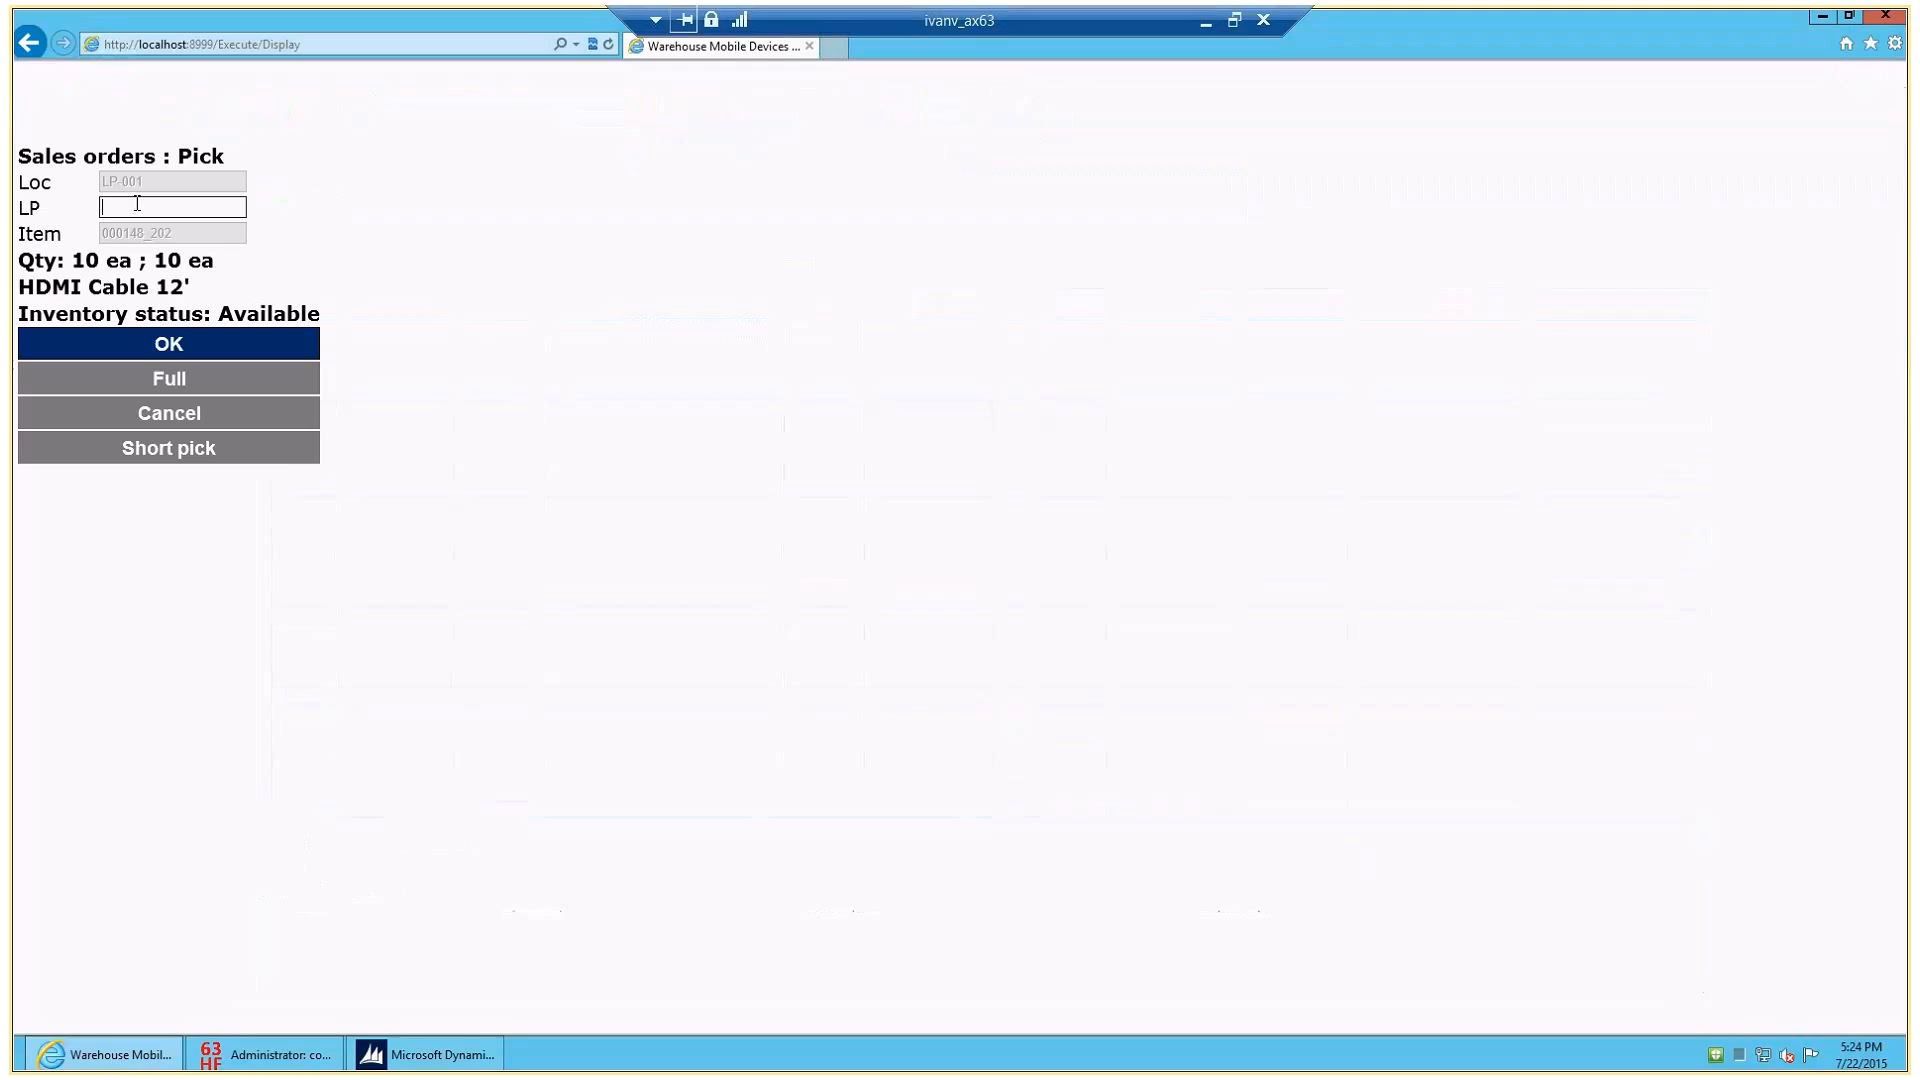 ivanv_ax63
http://localhost:8999/Execute/Display
Warehouse Mobile Devices ...
Sales orders : Pick
Loc LP-001
LP
Item 000148_202
Qty: 10 ea ; 10 ea
HDMI Cable 12'
Inventory status: Available
OK
Full
Cancel
Short pick
Warehouse Mobil...
63 HF Administrator: co...
Microsoft Dynami...
5:24 PM
7/22/2015